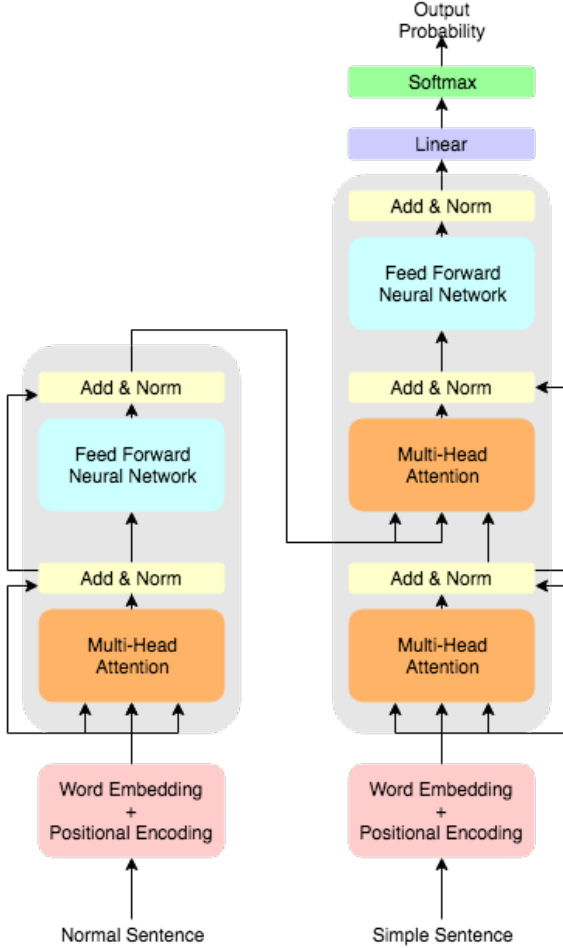 Output
Probability
Softmax
Linear
Add & Norm
Feed Forward
Neural Network
Add & Norm
Multi-Head
Attention
Add & Norm
Multi-Head
Attention
Word Embedding
+
Positional Encoding
Simple Sentence
Add & Norm
Feed Forward
Neural Network
Add & Norm
Multi-Head
Attention
Word Embedding
+
Positional Encoding
Normal Sentence